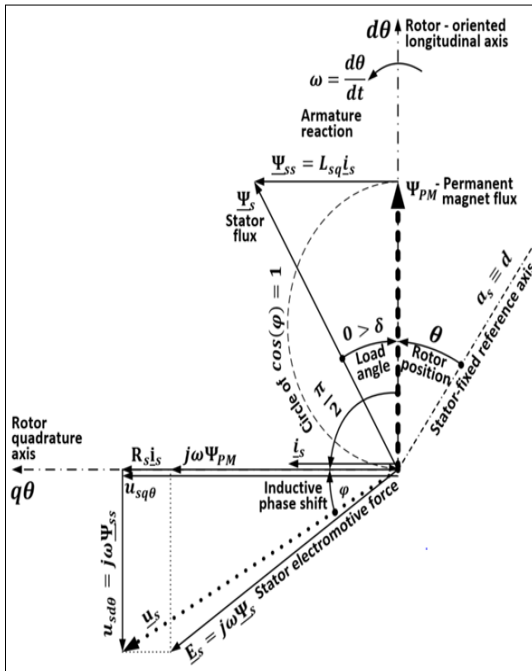 dθ
Rotor - oriented
longitudinal axis
ω = dθ/dt
Armature
reaction
Ψ_ss = L_sq i_s
Ψ_PM - Permanent
magnet flux
Ψ_s
Stator
flux
Circle of cos(φ) = 1
a_s ≡ d
Stator-fixed reference axis
0 > δ
Load
angle
θ
Rotor
position
π/2
Rotor
quadrature
axis
qθ
R_s i_s
jωΨ_PM
i_s
u_sqθ
Inductive
phase shift
φ
u_sdθ = jωΨ_ss
u_s
E_s = jωΨ_s
Stator electromotive force